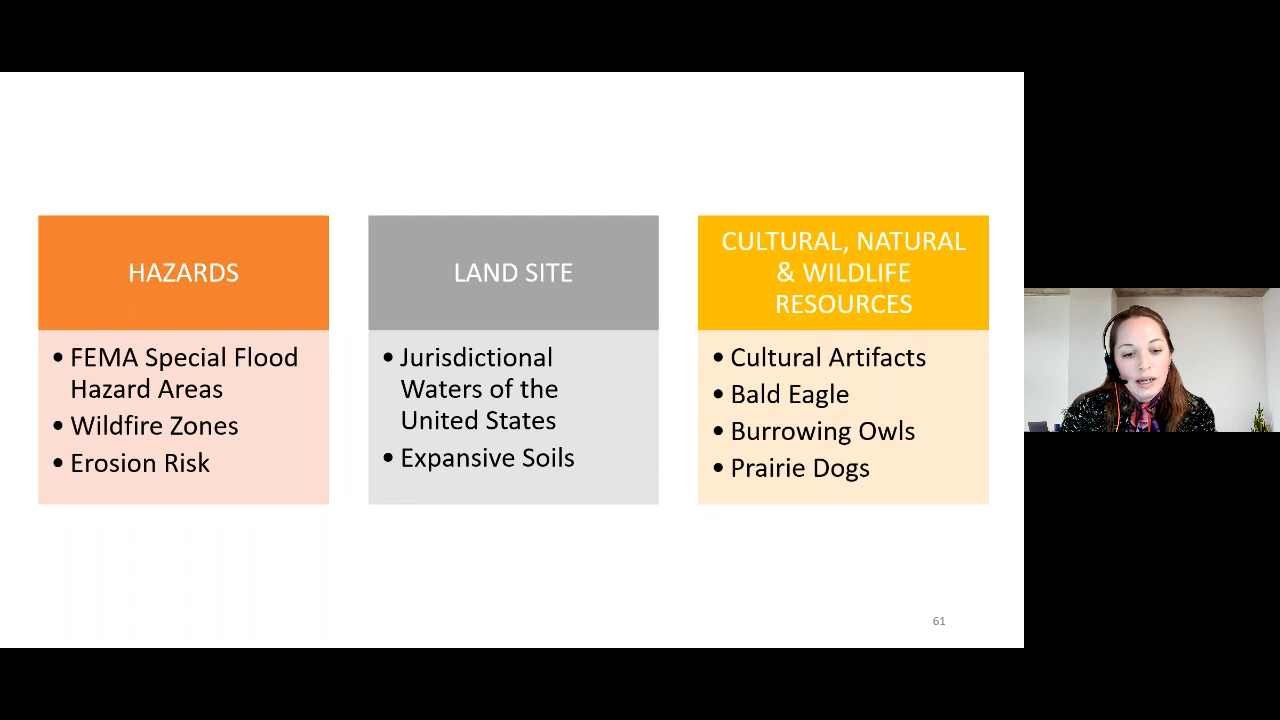 HAZARDS
• FEMA Special Flood
Hazard Areas
• Wildfire Zones
• Erosion Risk
LAND SITE
• Jurisdictional
Waters of the
United States
• Expansive Soils
CULTURAL, NATURAL
& WILDLIFE
RESOURCES
• Cultural Artifacts
• Bald Eagle
• Burrowing Owls
• Prairie Dogs
61